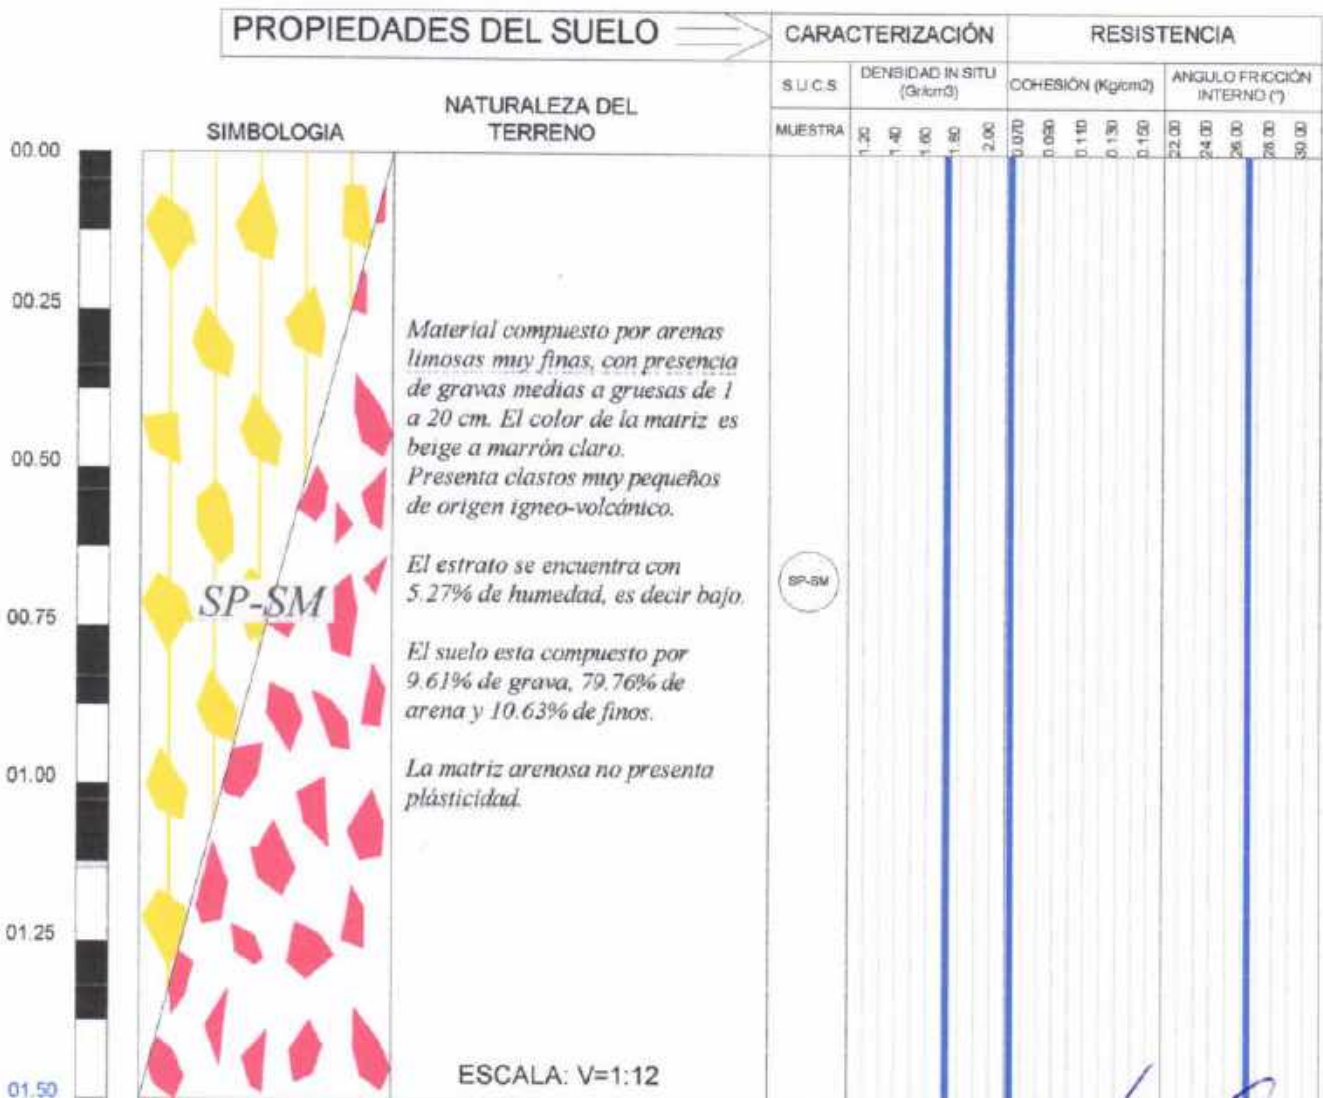 PROPIEDADES DEL SUELO
CARACTERIZACIÓN
RESISTENCIA
S.U.C.S.
DENSIDAD IN SITU
(Gr/cm3)
COHESIÓN (Kg/cm2)
ANGULO FRICCIÓN
INTERNO (°)
SIMBOLOGIA
NATURALEZA DEL
TERRENO
MUESTRA
1.20
1.40
1.60
1.80
2.00
0.070
0.090
0.110
0.130
0.150
22.00
24.00
26.00
28.00
30.00
00.00
00.25
00.50
00.75
01.00
01.25
01.50
SP-SM
Material compuesto por arenas
limosas muy finas, con presencia
de gravas medias a gruesas de 1
a 20 cm. El color de la matriz es
beige a marrón claro.
Presenta clastos muy pequeños
de origen igneo-volcánico.
El estrato se encuentra con
5.27% de humedad, es decir bajo.
El suelo esta compuesto por
9.61% de grava, 79.76% de
arena y 10.63% de finos.
La matriz arenosa no presenta
plásticidad.
SP-SM
ESCALA: V=1:12